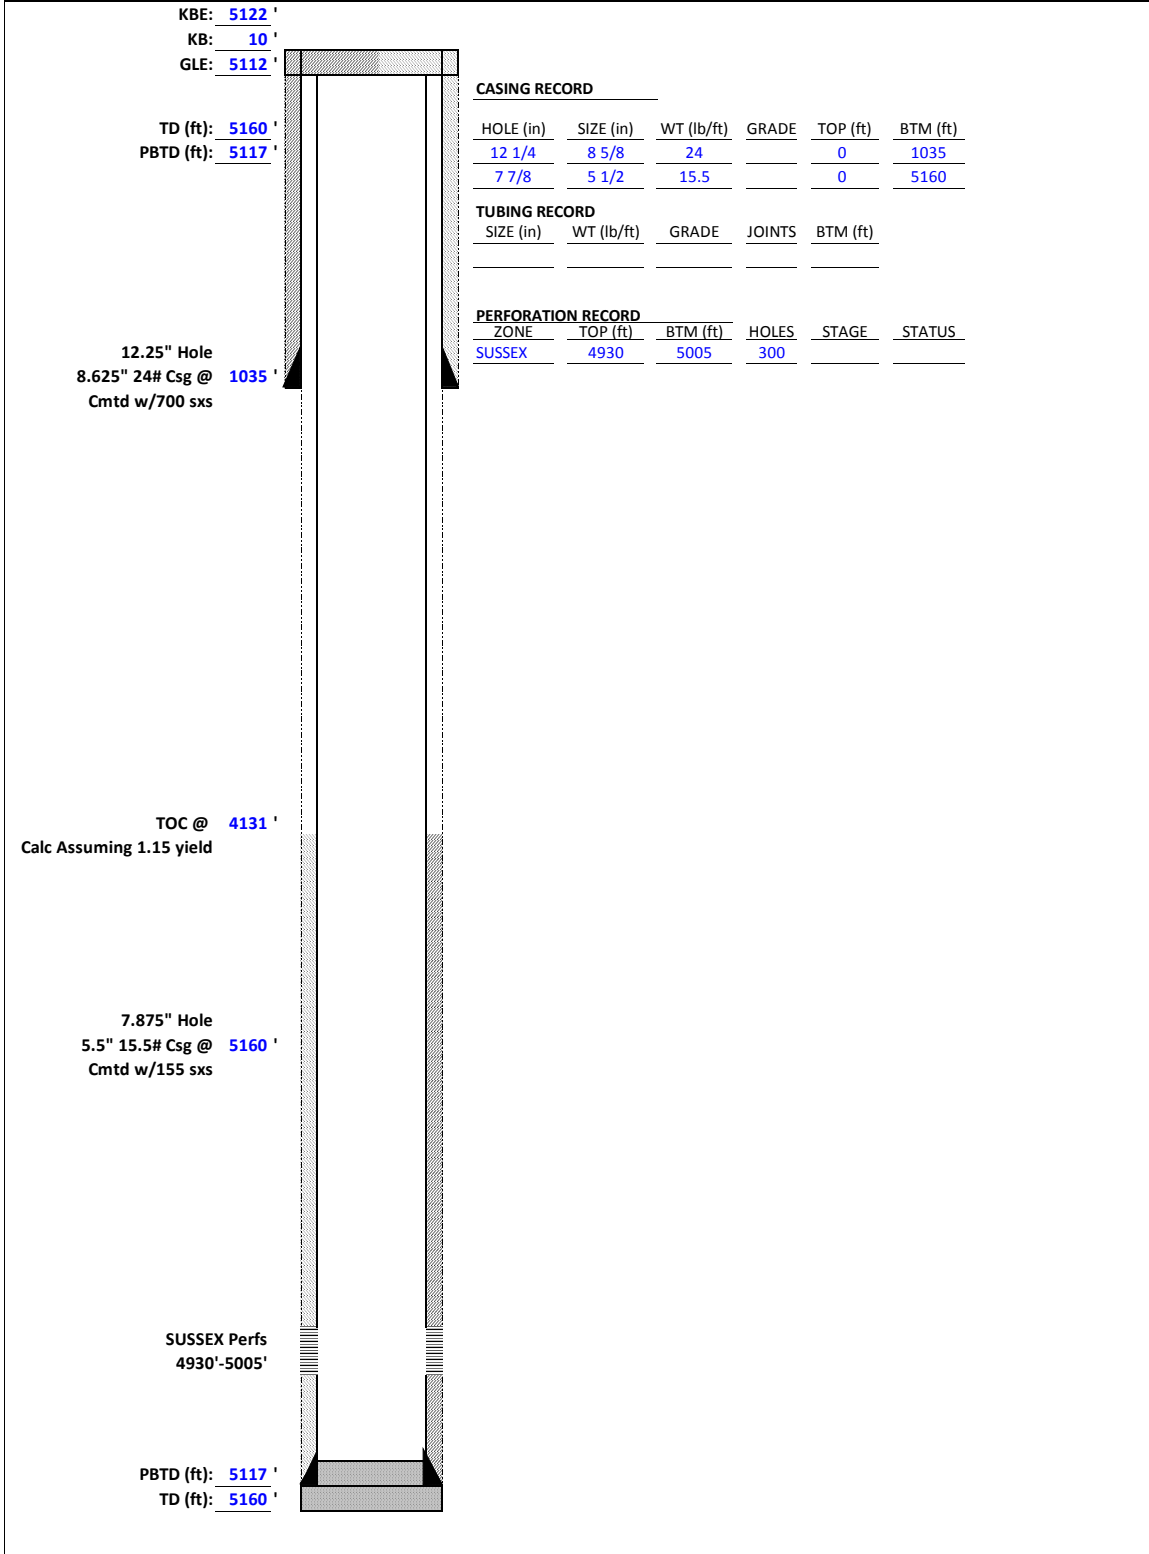 KBE: 5122 '
KB: 10 '
GLE: 5112 '
CASING RECORD
TD (ft): 5160 '
HOLE (in) SIZE (in) WT (lb/ft) GRADE TOP (ft) BTM (ft)
PBTD (ft): 5117 '
12 1/4 8 5/8 24 0 1035
7 7/8 5 1/2 15.5 0 5160
TUBING RECORD
SIZE (in) WT (lb/ft) GRADE JOINTS BTM (ft)
PERFORATION RECORD
ZONE TOP (ft) BTM (ft) HOLES STAGE STATUS
SUSSEX 4930 5005 300
12.25" Hole
8.625" 24# Csg @ 1035 '
Cmtd w/700 sxs
TOC @ 4131 '
Calc Assuming 1.15 yield
7.875" Hole
5.5" 15.5# Csg @ 5160 '
Cmtd w/155 sxs
SUSSEX Perfs
4930'-5005'
PBTD (ft): 5117 '
TD (ft): 5160 '